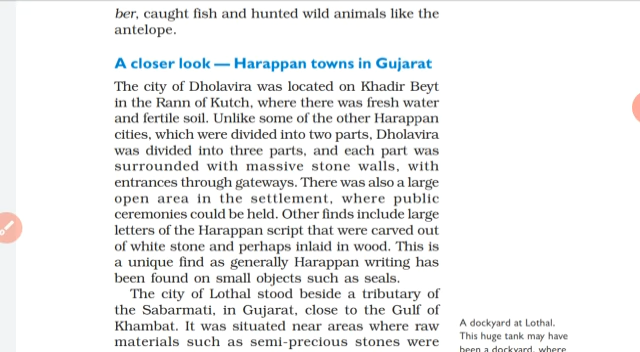 ber, caught fish and hunted wild animals like the
antelope.
A closer look — Harappan towns in Gujarat
The city of Dholavira was located on Khadir Beyt
in the Rann of Kutch, where there was fresh water
and fertile soil. Unlike some of the other Harappan
cities, which were divided into two parts, Dholavira
was divided into three parts, and each part was
surrounded with massive stone walls, with
entrances through gateways. There was also a large
open area in the settlement, where public
ceremonies could be held. Other finds include large
letters of the Harappan script that were carved out
of white stone and perhaps inlaid in wood. This is
a unique find as generally Harappan writing has
been found on small objects such as seals.
The city of Lothal stood beside a tributary of
the Sabarmati, in Gujarat, close to the Gulf of
Khambat. It was situated near areas where raw
materials such as semi-precious stones were
A dockyard at Lothal.
This huge tank may have
been a dockyard, where